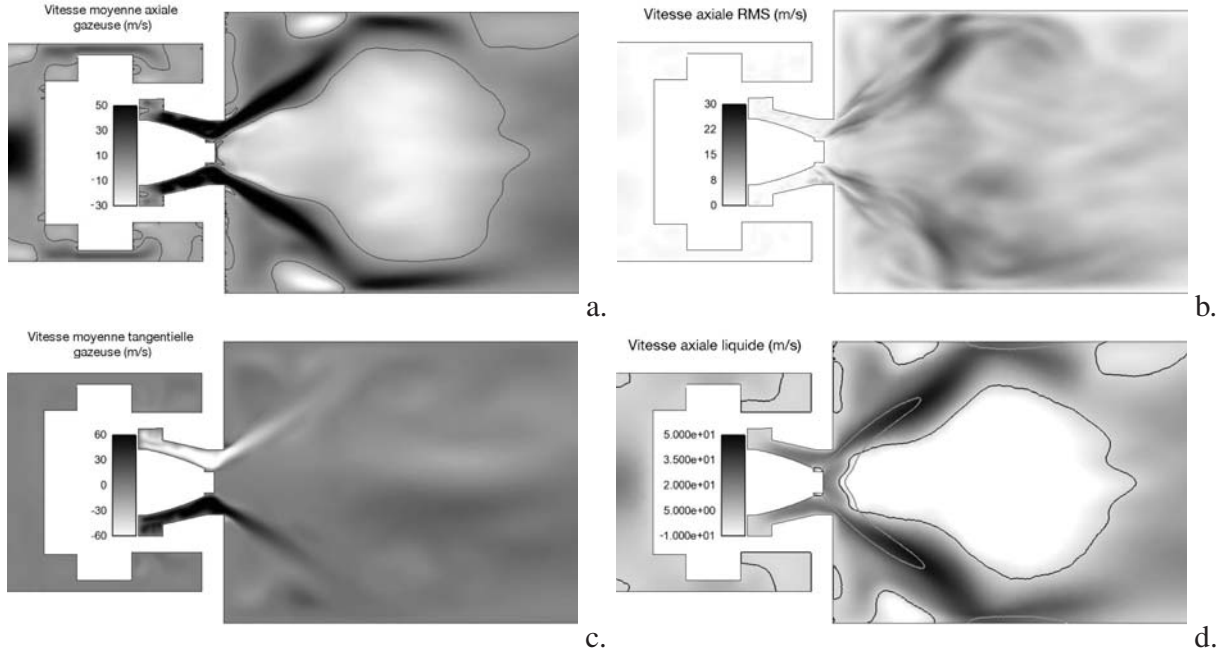 Vitesse moyenne axiale
gazeuse (m/s)
50
30
10
-10
-30
a.
Vitesse axiale RMS (m/s)
30
22
15
8
0
b.
Vitesse moyenne tangentielle
gazeuse (m/s)
60
30
0
-30
-60
c.
Vitesse axiale liquide (m/s)
5.000e+01
3.500e+01
2.000e+01
5.000e+00
-1.000e+01
d.